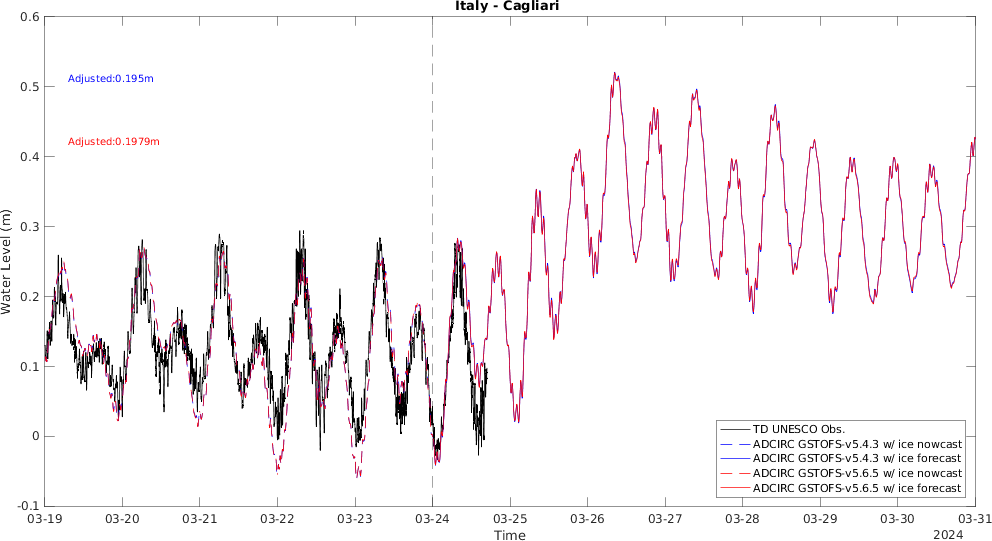 Italy - Cagliari
0.6
0.5
0.4
0.3
0.2
0.1
0
-0.1
Water Level (m)
Adjusted:0.195m
Adjusted:0.1979m
TD UNESCO Obs.
ADCIRC GSTOFS-v5.4.3 w/ ice nowcast
ADCIRC GSTOFS-v5.4.3 w/ ice forecast
ADCIRC GSTOFS-v5.6.5 w/ ice nowcast
ADCIRC GSTOFS-v5.6.5 w/ ice forecast
03-19 03-20 03-21 03-22 03-23 03-24 03-25 03-26 03-27 03-28 03-29 03-30 03-31
Time
2024